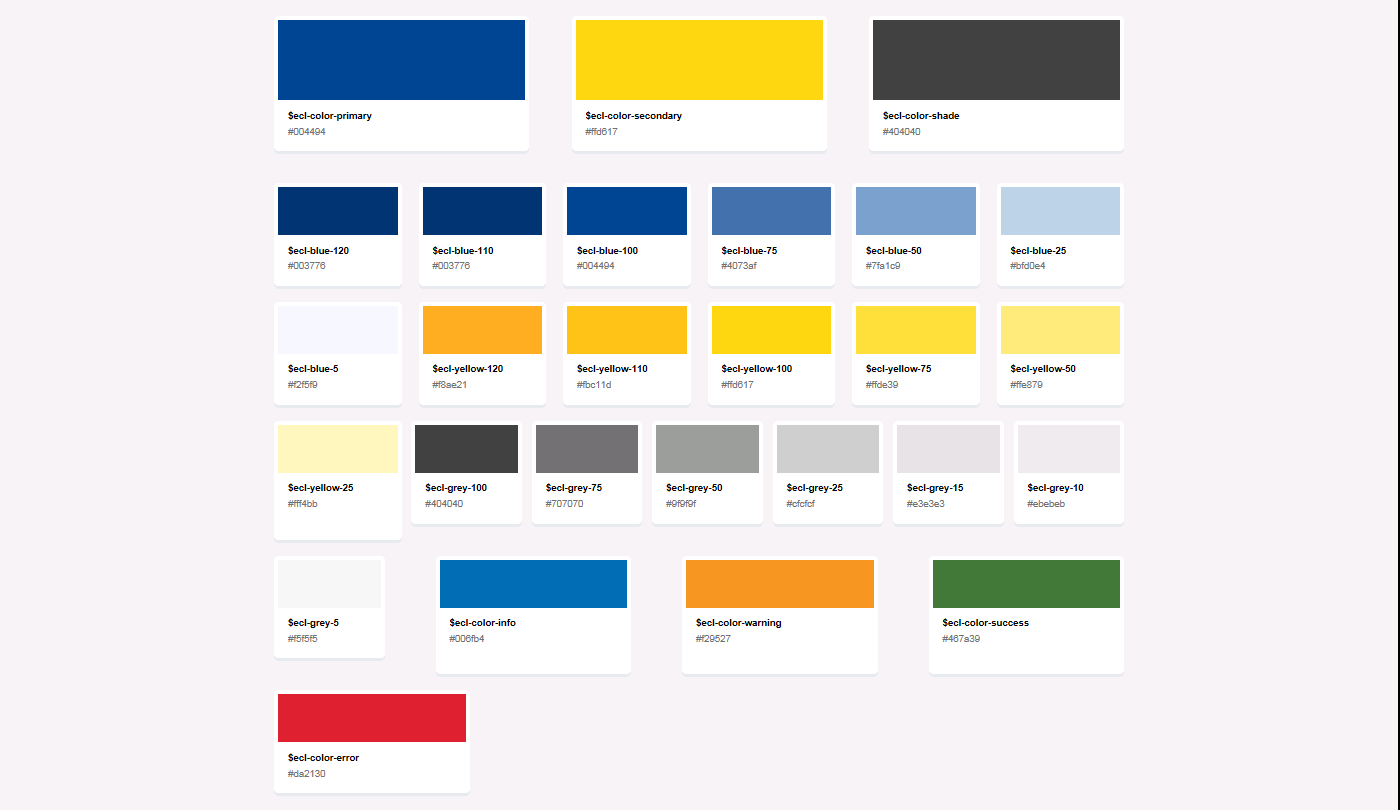 $ecl-color-primary
#004494
$ecl-color-secondary
#ffd617
$ecl-color-shade
#404040
$ecl-blue-120
#003776
$ecl-blue-110
#003776
$ecl-blue-100
#004494
$ecl-blue-75
#4073af
$ecl-blue-50
#7fa1c9
$ecl-blue-25
#bfd0e4
$ecl-blue-5
#f2f5f9
$ecl-yellow-120
#f8ae21
$ecl-yellow-110
#fbc11d
$ecl-yellow-100
#ffd617
$ecl-yellow-75
#ffde39
$ecl-yellow-50
#ffe879
$ecl-yellow-25
#fff4bb
$ecl-grey-100
#404040
$ecl-grey-75
#707070
$ecl-grey-50
#9f9f9f
$ecl-grey-25
#cfcfcf
$ecl-grey-15
#e3e3e3
$ecl-grey-10
#ebebeb
$ecl-grey-5
#f5f5f5
$ecl-color-info
#006fb4
$ecl-color-warning
#f29527
$ecl-color-success
#467a39
$ecl-color-error
#da2130